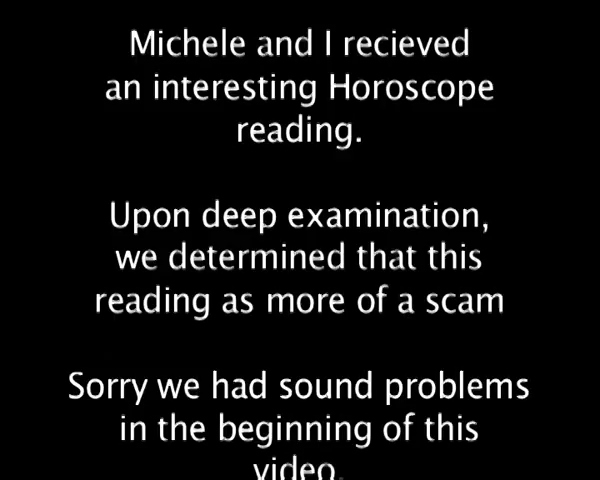 Michele and I recieved
an interesting Horoscope
reading.
Upon deep examination,
we determined that this
reading as more of a scam
Sorry we had sound problems
in the beginning of this
video.